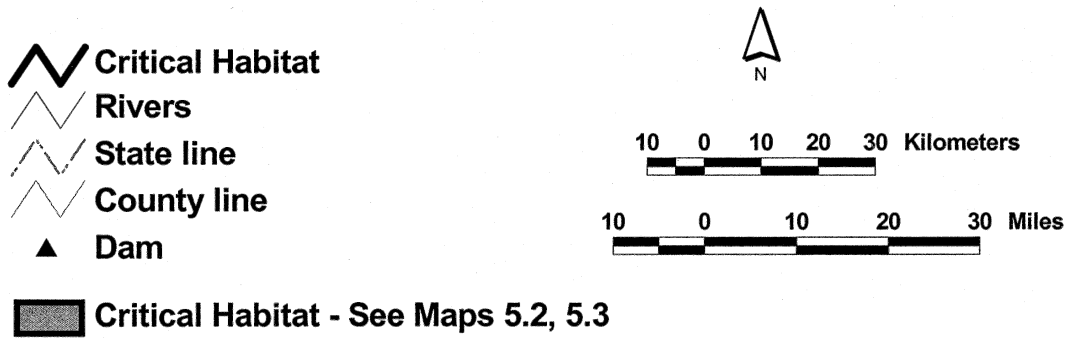 Critical Habitat
Rivers
State line
County line
Dam
Critical Habitat - See Maps 5.2, 5.3
N
10 0 10 20 30 Kilometers
10 0 10 20 30 Miles